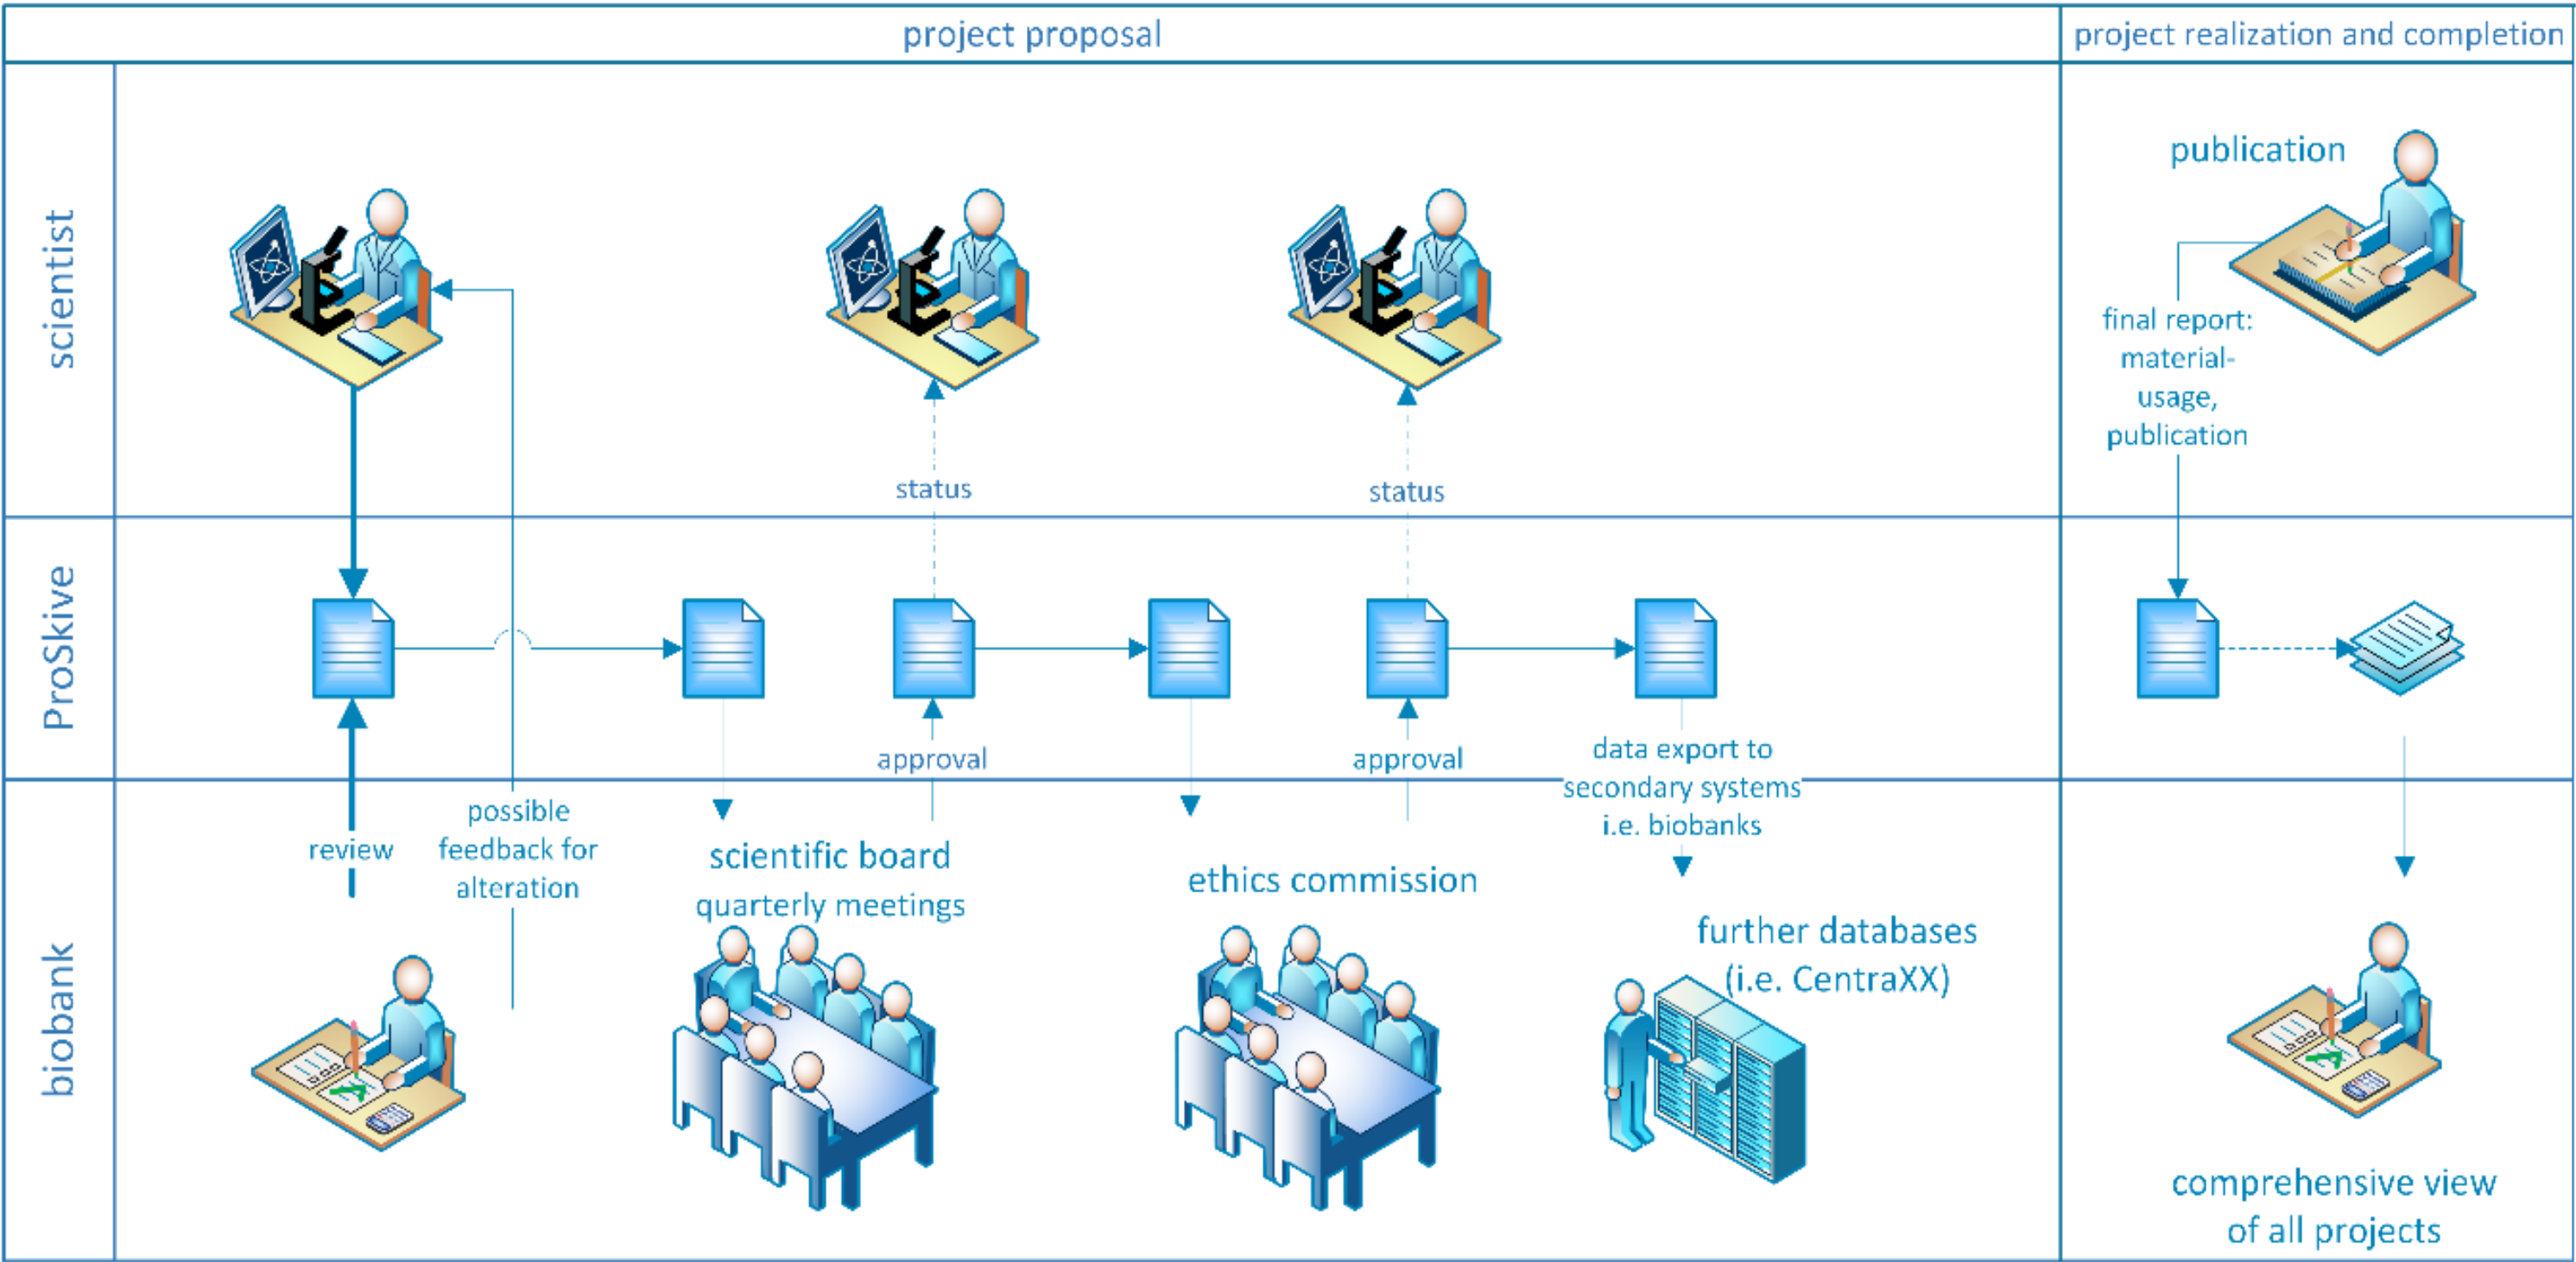 project proposal
project realization and completion
scientist
publication
final report:
material-
usage,
publication
status
status
ProSkive
approval
approval
data export to
secondary systems
i.e. biobanks
biobank
review
possible
feedback for
alteration
scientific board
quarterly meetings
ethics commission
further databases
(i.e. CentraXX)
comprehensive view
of all projects